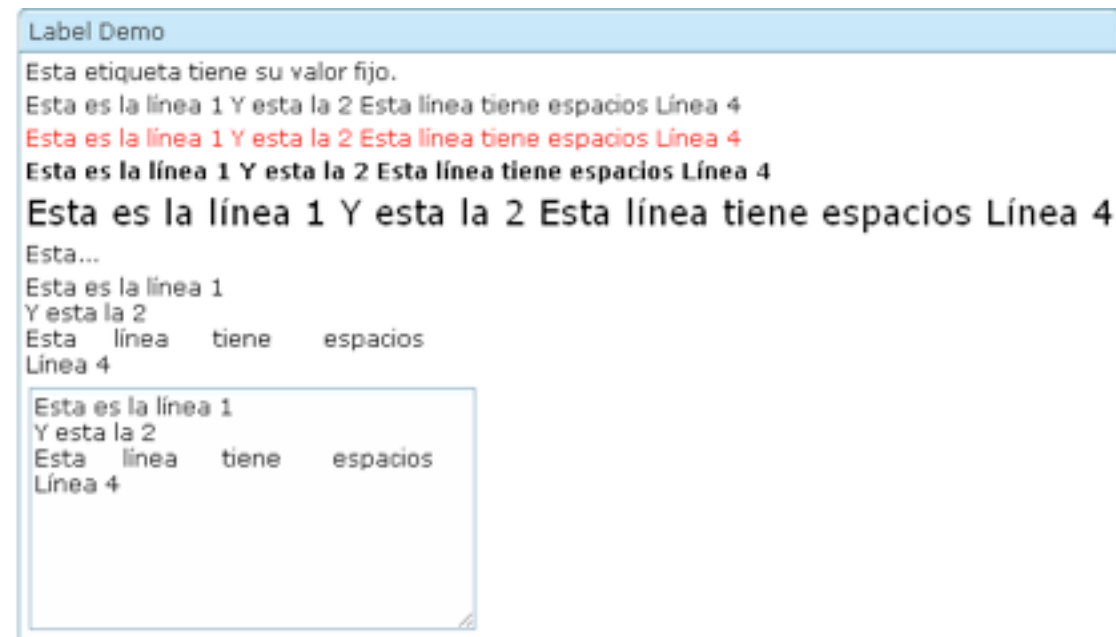 Label Demo
Esta etiqueta tiene su valor fijo.
Esta es la línea 1 Y esta la 2 Esta línea tiene espacios Línea 4
Esta es la línea 1 Y esta la 2 Esta línea tiene espacios Línea 4
Esta es la línea 1 Y esta la 2 Esta línea tiene espacios Línea 4
Esta es la línea 1 Y esta la 2 Esta línea tiene espacios Línea 4
Esta...
Esta es la línea 1
Y esta la 2
Esta    línea    tiene    espacios
Línea 4
Esta es la línea 1
Y esta la 2
Esta    línea    tiene    espacios
Línea 4